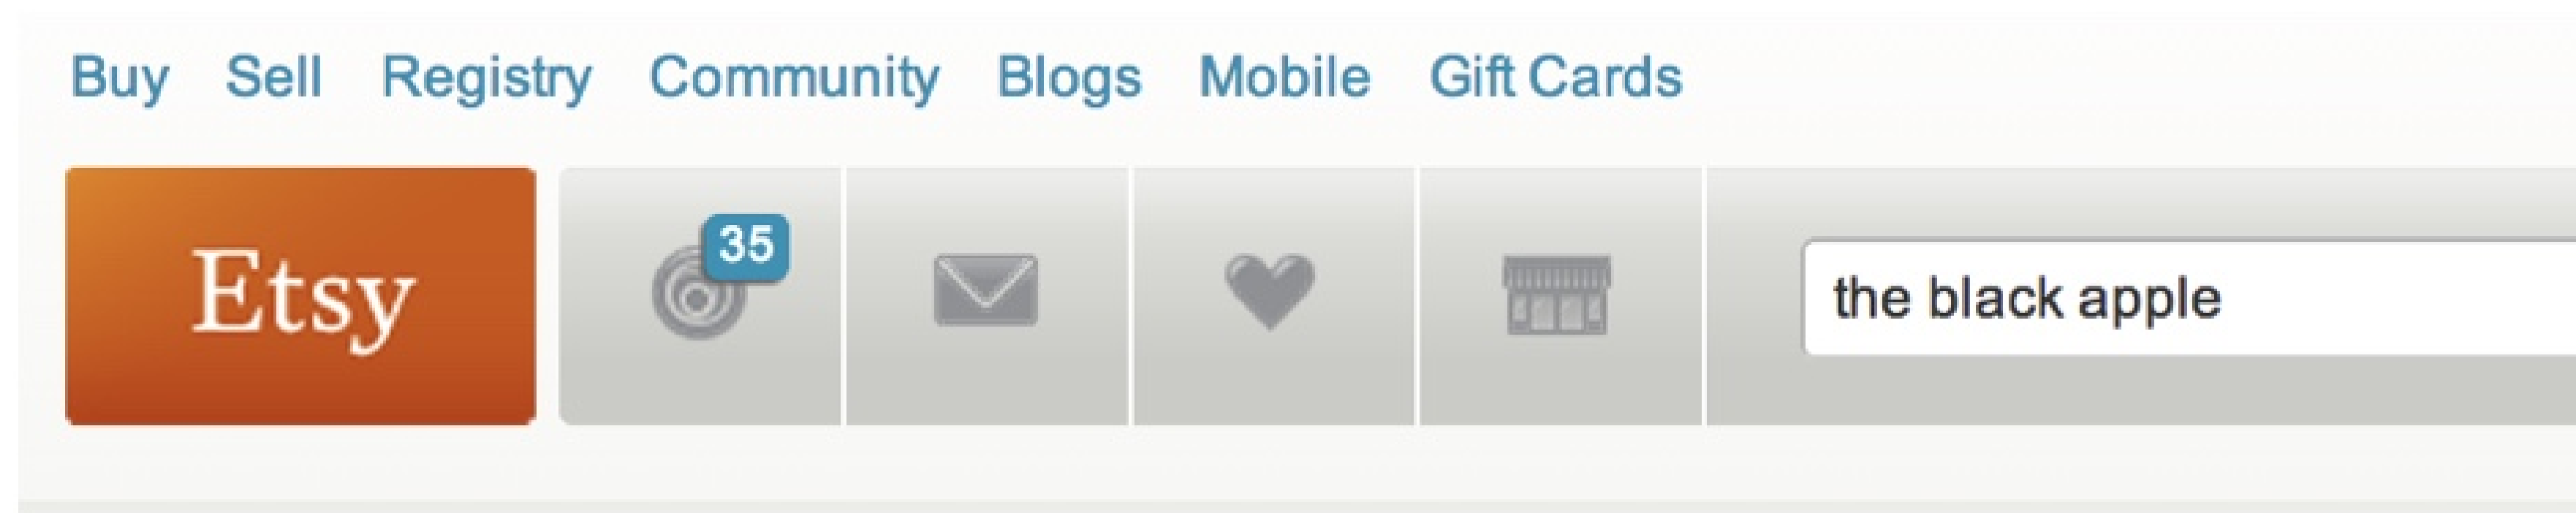 Buy Sell Registry Community Blogs Mobile Gift Cards
Etsy 35 the black apple